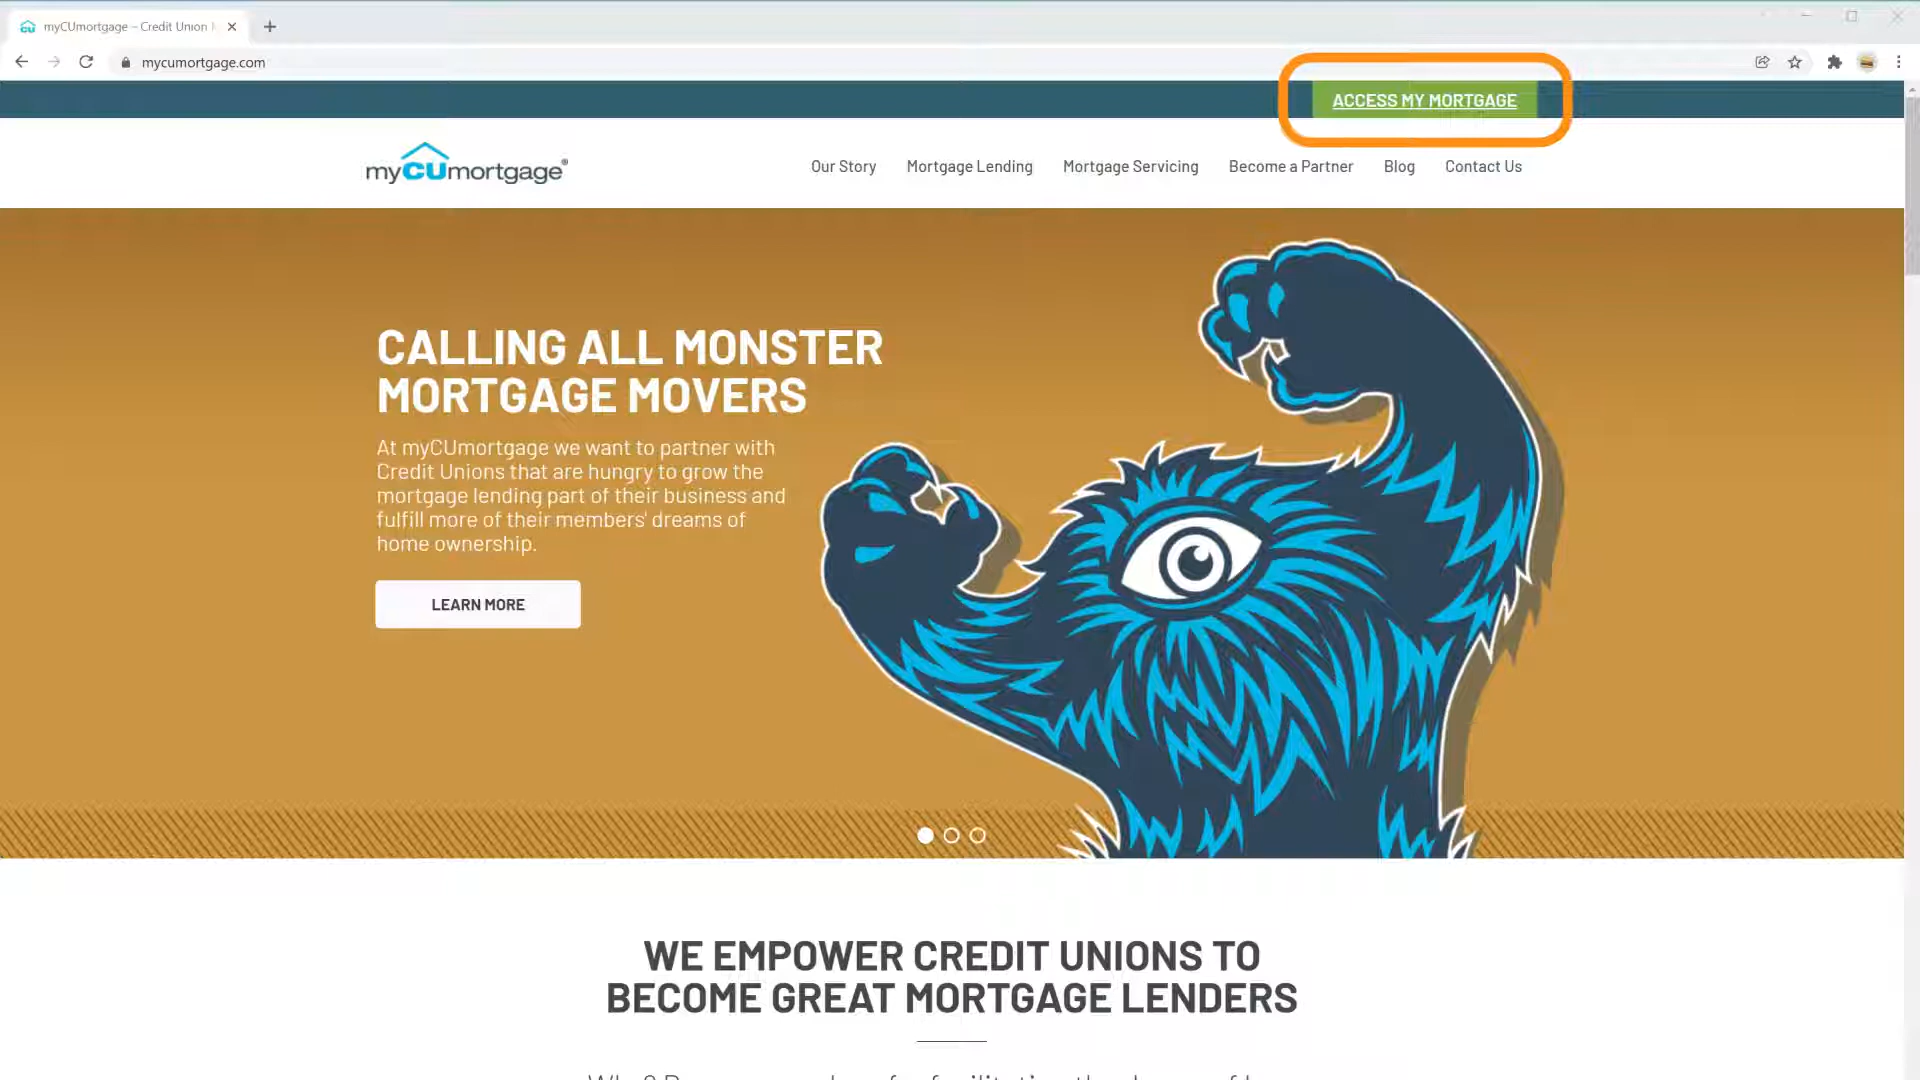 myCUmortgage – Credit Union
mycumortgage.com
ACCESS MY MORTGAGE
myCUmortgage®
Our Story Mortgage Lending Mortgage Servicing Become a Partner Blog Contact Us
CALLING ALL MONSTER
MORTGAGE MOVERS
At myCUmortgage we want to partner with
Credit Unions that are hungry to grow the
mortgage lending part of their business and
fulfill more of their members' dreams of
home ownership.
LEARN MORE
WE EMPOWER CREDIT UNIONS TO
BECOME GREAT MORTGAGE LENDERS